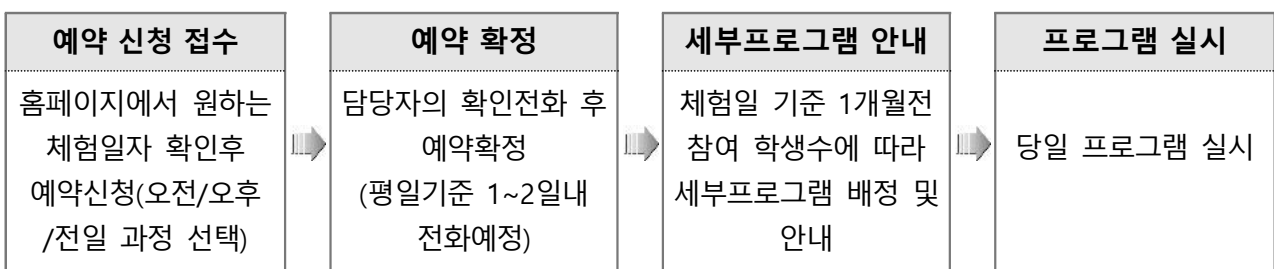 예약 신청 접수
홈페이지에서 원하는
체험일자 확인후
예약신청(오전/오후
/전일 과정 선택)
예약 확정
담당자의 확인전화 후
예약확정
(평일기준 1~2일내
전화예정)
세부프로그램 안내
체험일 기준 1개월전
참여 학생수에 따라
세부프로그램 배정 및
안내
프로그램 실시
당일 프로그램 실시